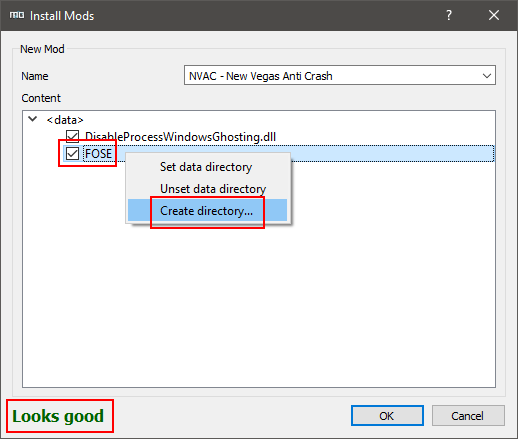 Install Mods
New Mod
Name
NVAC - New Vegas Anti Crash
Content
<data>
DisableProcessWindowsGhosting.dll
FOSE
Set data directory
Unset data directory
Create directory...
Looks good
OK
Cancel